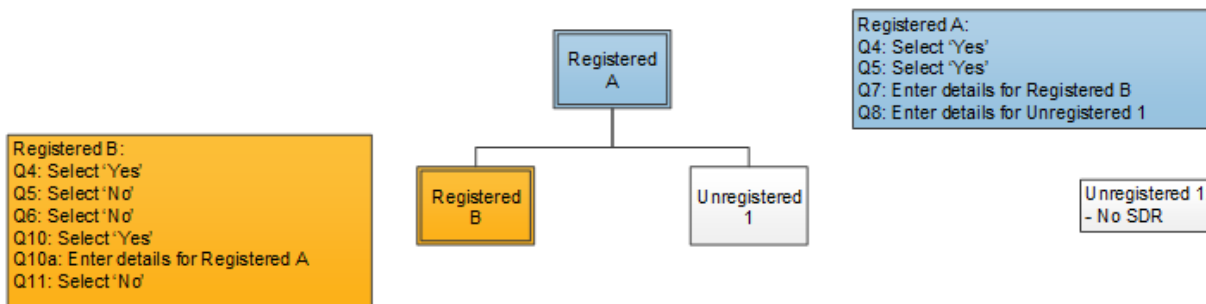 Registered
A
Registered A:
Q4: Select 'Yes'
Q5: Select 'Yes'
Q7: Enter details for Registered B
Q8: Enter details for Unregistered 1
Registered B:
Q4: Select 'Yes'
Q5: Select 'No'
Q6: Select 'No'
Q10: Select 'Yes'
Q10a: Enter details for Registered A
Q11: Select 'No'
Registered
B
Unregistered
1
Unregistered 1
- No SDR